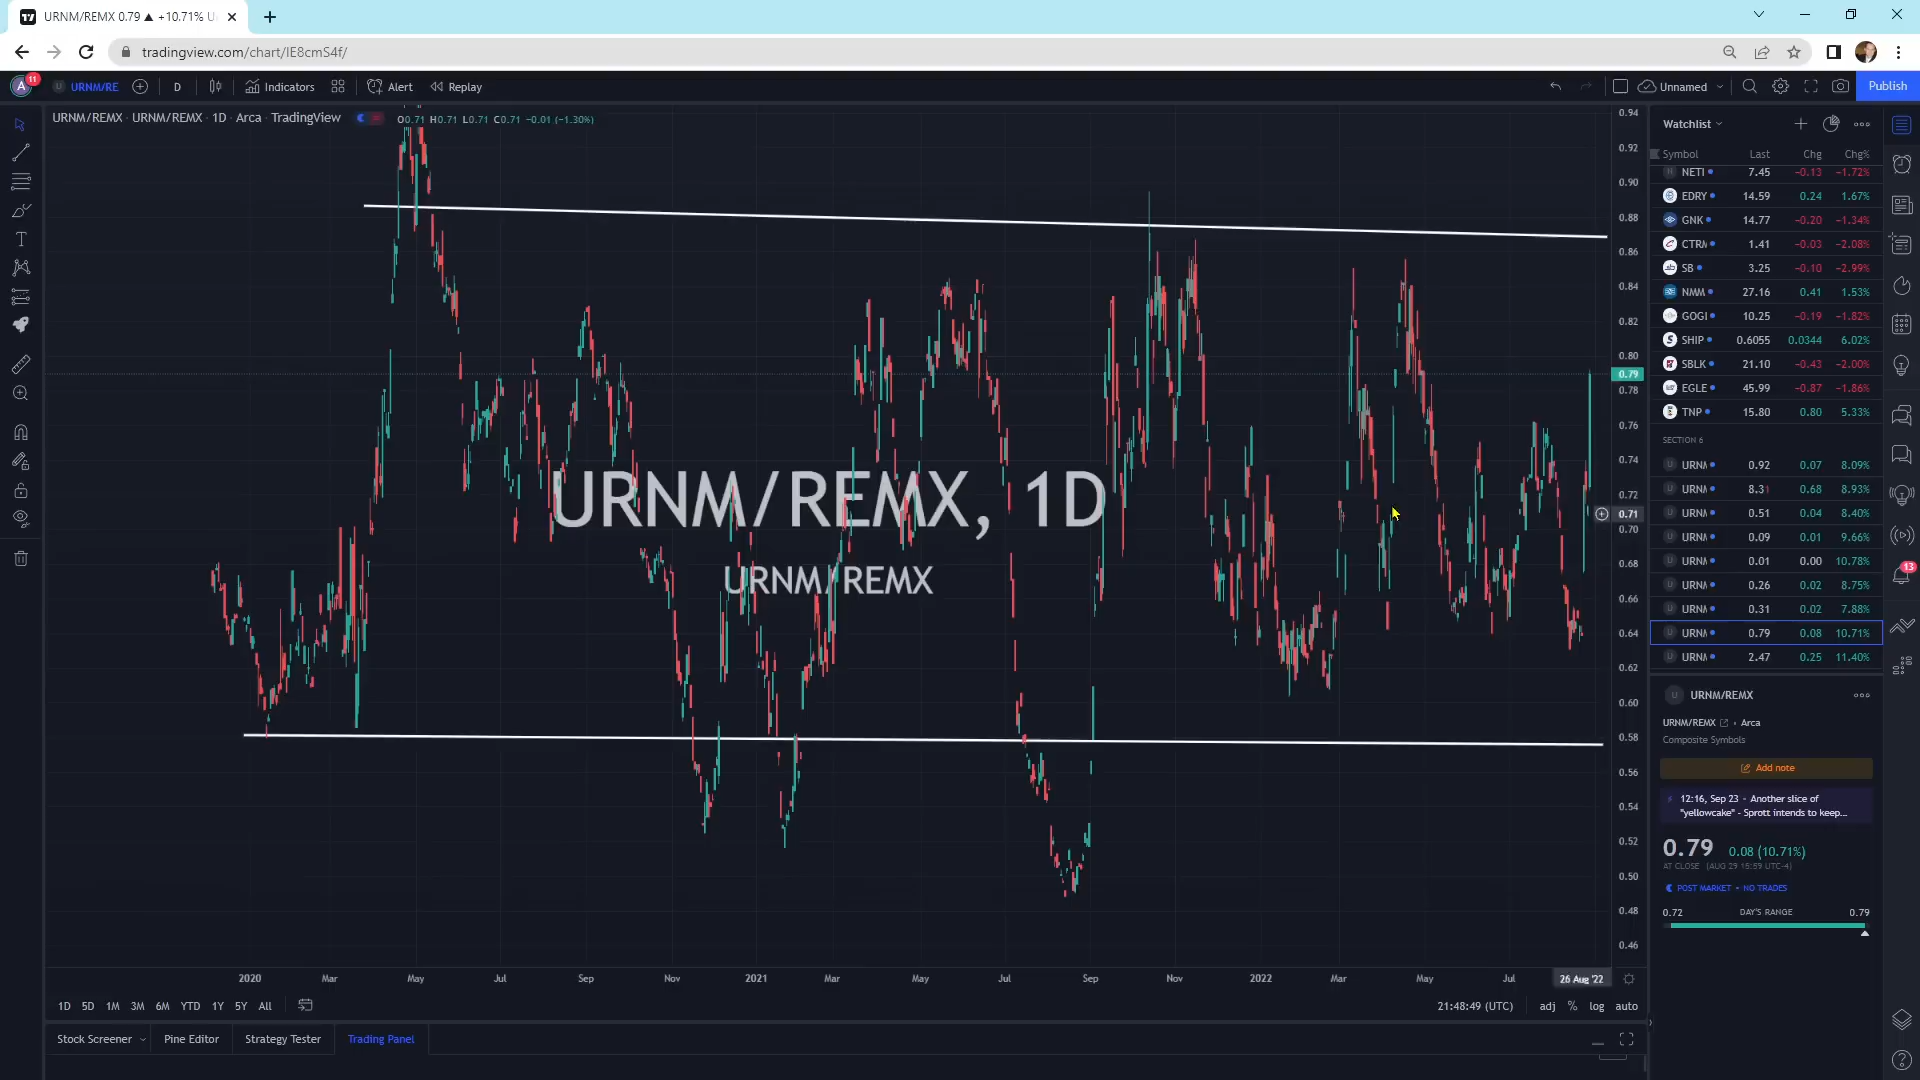 URNM/REMX 0.79 ▲ +10.71% U
tradingview.com/chart/IE8cmS4f/
A 11 URNM/RE D Indicators Alert Replay Unnamed Publish
URNM/REMX · URNM/REMX · 1D · Arca · TradingView O0.71 H0.71 L0.71 C0.71 −0.01 (−1.30%)
URNM/REMX, 1D
URNM/REMX
0.94
0.92
0.90
0.88
0.86
0.84
0.82
0.80
0.79
0.78
0.76
0.74
0.72
0.71
0.70
0.68
0.66
0.64
0.62
0.60
0.58
0.56
0.54
0.52
0.50
0.48
0.46
2020 Mar May Jul Sep Nov 2021 Mar May Jul Sep Nov 2022 Mar May Jul 26 Aug '22
1D 5D 1M 3M 6M YTD 1Y 5Y All 21:48:49 (UTC) adj % log auto
Stock Screener Pine Editor Strategy Tester Trading Panel
Watchlist
Symbol Last Chg Chg%
NETI 7.45 −0.13 −1.72%
EDRY 14.59 0.24 1.67%
GNK 14.77 −0.20 −1.34%
CTRM 1.41 −0.03 −2.08%
SB 3.25 −0.10 −2.99%
NMM 27.16 0.41 1.53%
GOGI 10.25 −0.19 −1.82%
SHIP 0.6055 0.0344 6.02%
SBLK 21.10 −0.43 −2.00%
EGLE 45.99 −0.87 −1.86%
TNP 15.80 0.80 5.33%
SECTION 6
URNM 0.92 0.07 8.09%
URNM 8.31 0.68 8.93%
URNM 0.51 0.04 8.40%
URNM 0.09 0.01 9.66%
URNM 0.01 0.00 10.78%
URNM 0.26 0.02 8.75%
URNM 0.31 0.02 7.88%
URNM 0.79 0.08 10.71%
URNM 2.47 0.25 11.40%
URNM/REMX
URNM/REMX • Arca
Composite Symbols
Add note
12:16, Sep 23 - Another slice of
"yellowcake" - Sprott intends to keep...
0.79 0.08 (10.71%)
AT CLOSE (AUG 29 15:59 UTC-4)
POST MARKET • NO TRADES
0.72 DAY'S RANGE 0.79
13